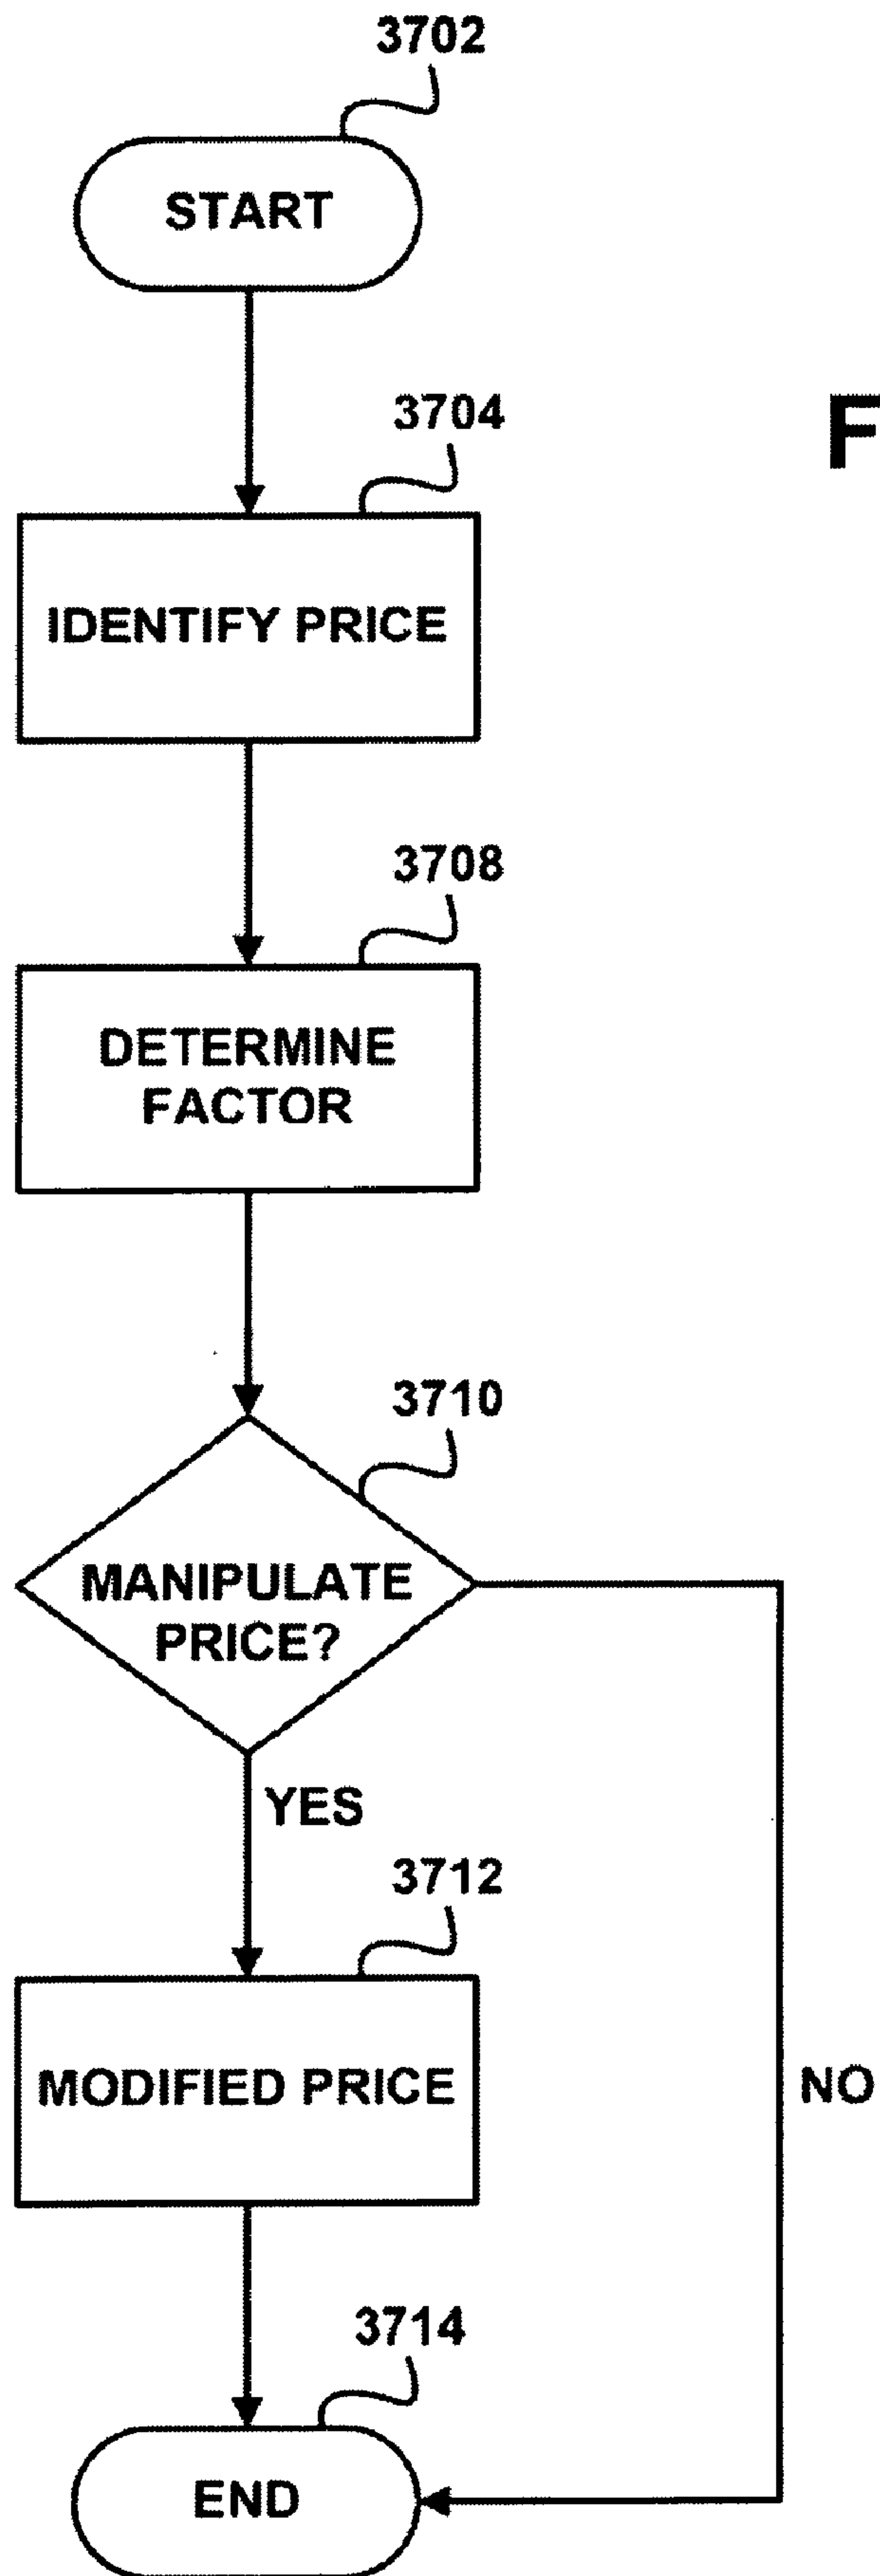 3702
START
3704
F
IDENTIFY PRICE
3708
DETERMINE
FACTOR
3710
MANIPULATE
PRICE?
YES
3712
MODIFIED PRICE
NO
3714
END